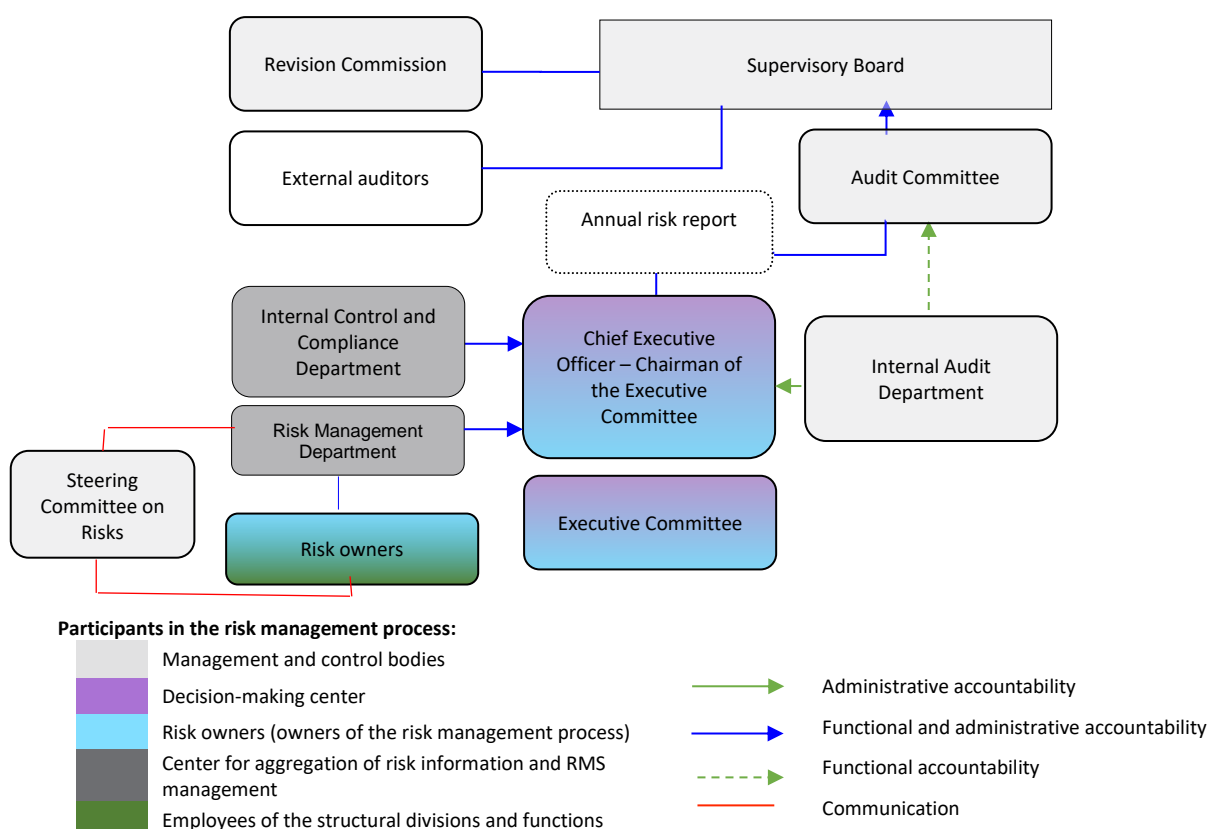 Revision Commission
Supervisory Board
External auditors
Audit Committee
Annual risk report
Internal Control and
Compliance
Department
Chief Executive
Officer – Chairman of
the Executive
Committee
Internal Audit
Department
Risk Management
Department
Steering
Committee on
Risks
Executive Committee
Risk owners
Participants in the risk management process:
Management and control bodies
Decision-making center
Risk owners (owners of the risk management process)
Center for aggregation of risk information and RMS
management
Employees of the structural divisions and functions
Administrative accountability
Functional and administrative accountability
Functional accountability
Communication